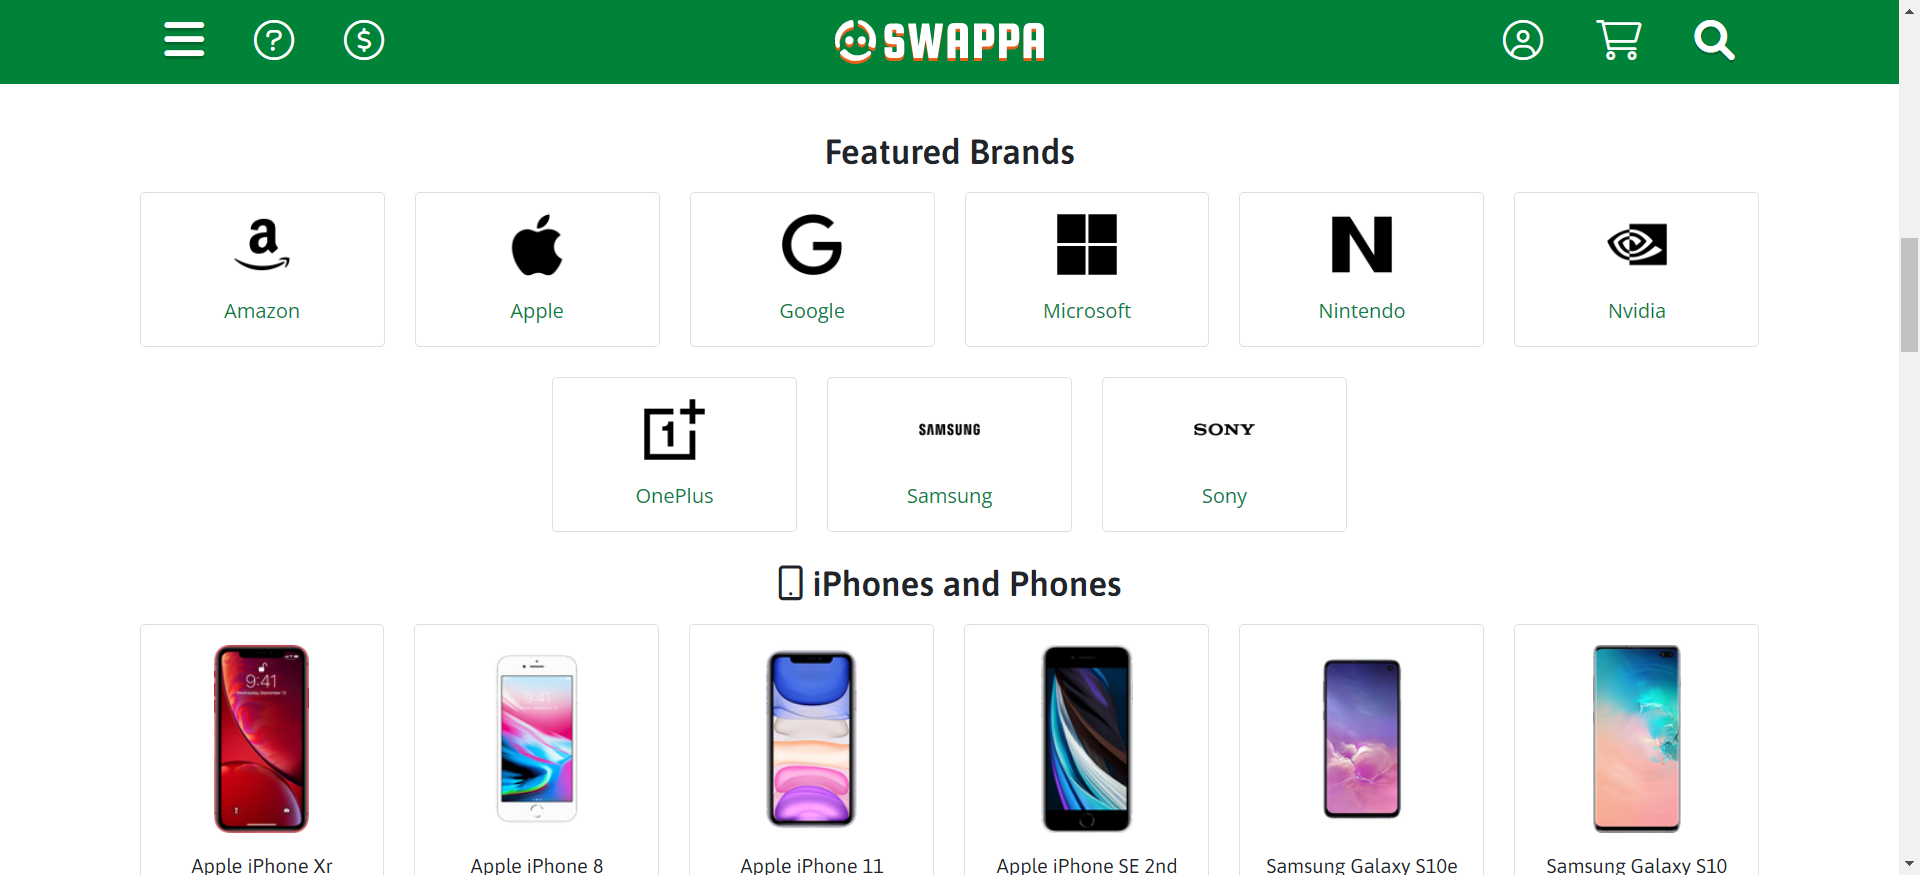 SWAPPA
Featured Brands
Amazon
Apple
Google
Microsoft
Nintendo
Nvidia
SAMSUNG
SONY
OnePlus
Samsung
Sony
iPhones and Phones
9:41
9:41
Apple iPhone Xr
Apple iPhone 8
Apple iPhone 11
Apple iPhone SE 2nd
Samsung Galaxy S10e
Samsung Galaxy S10